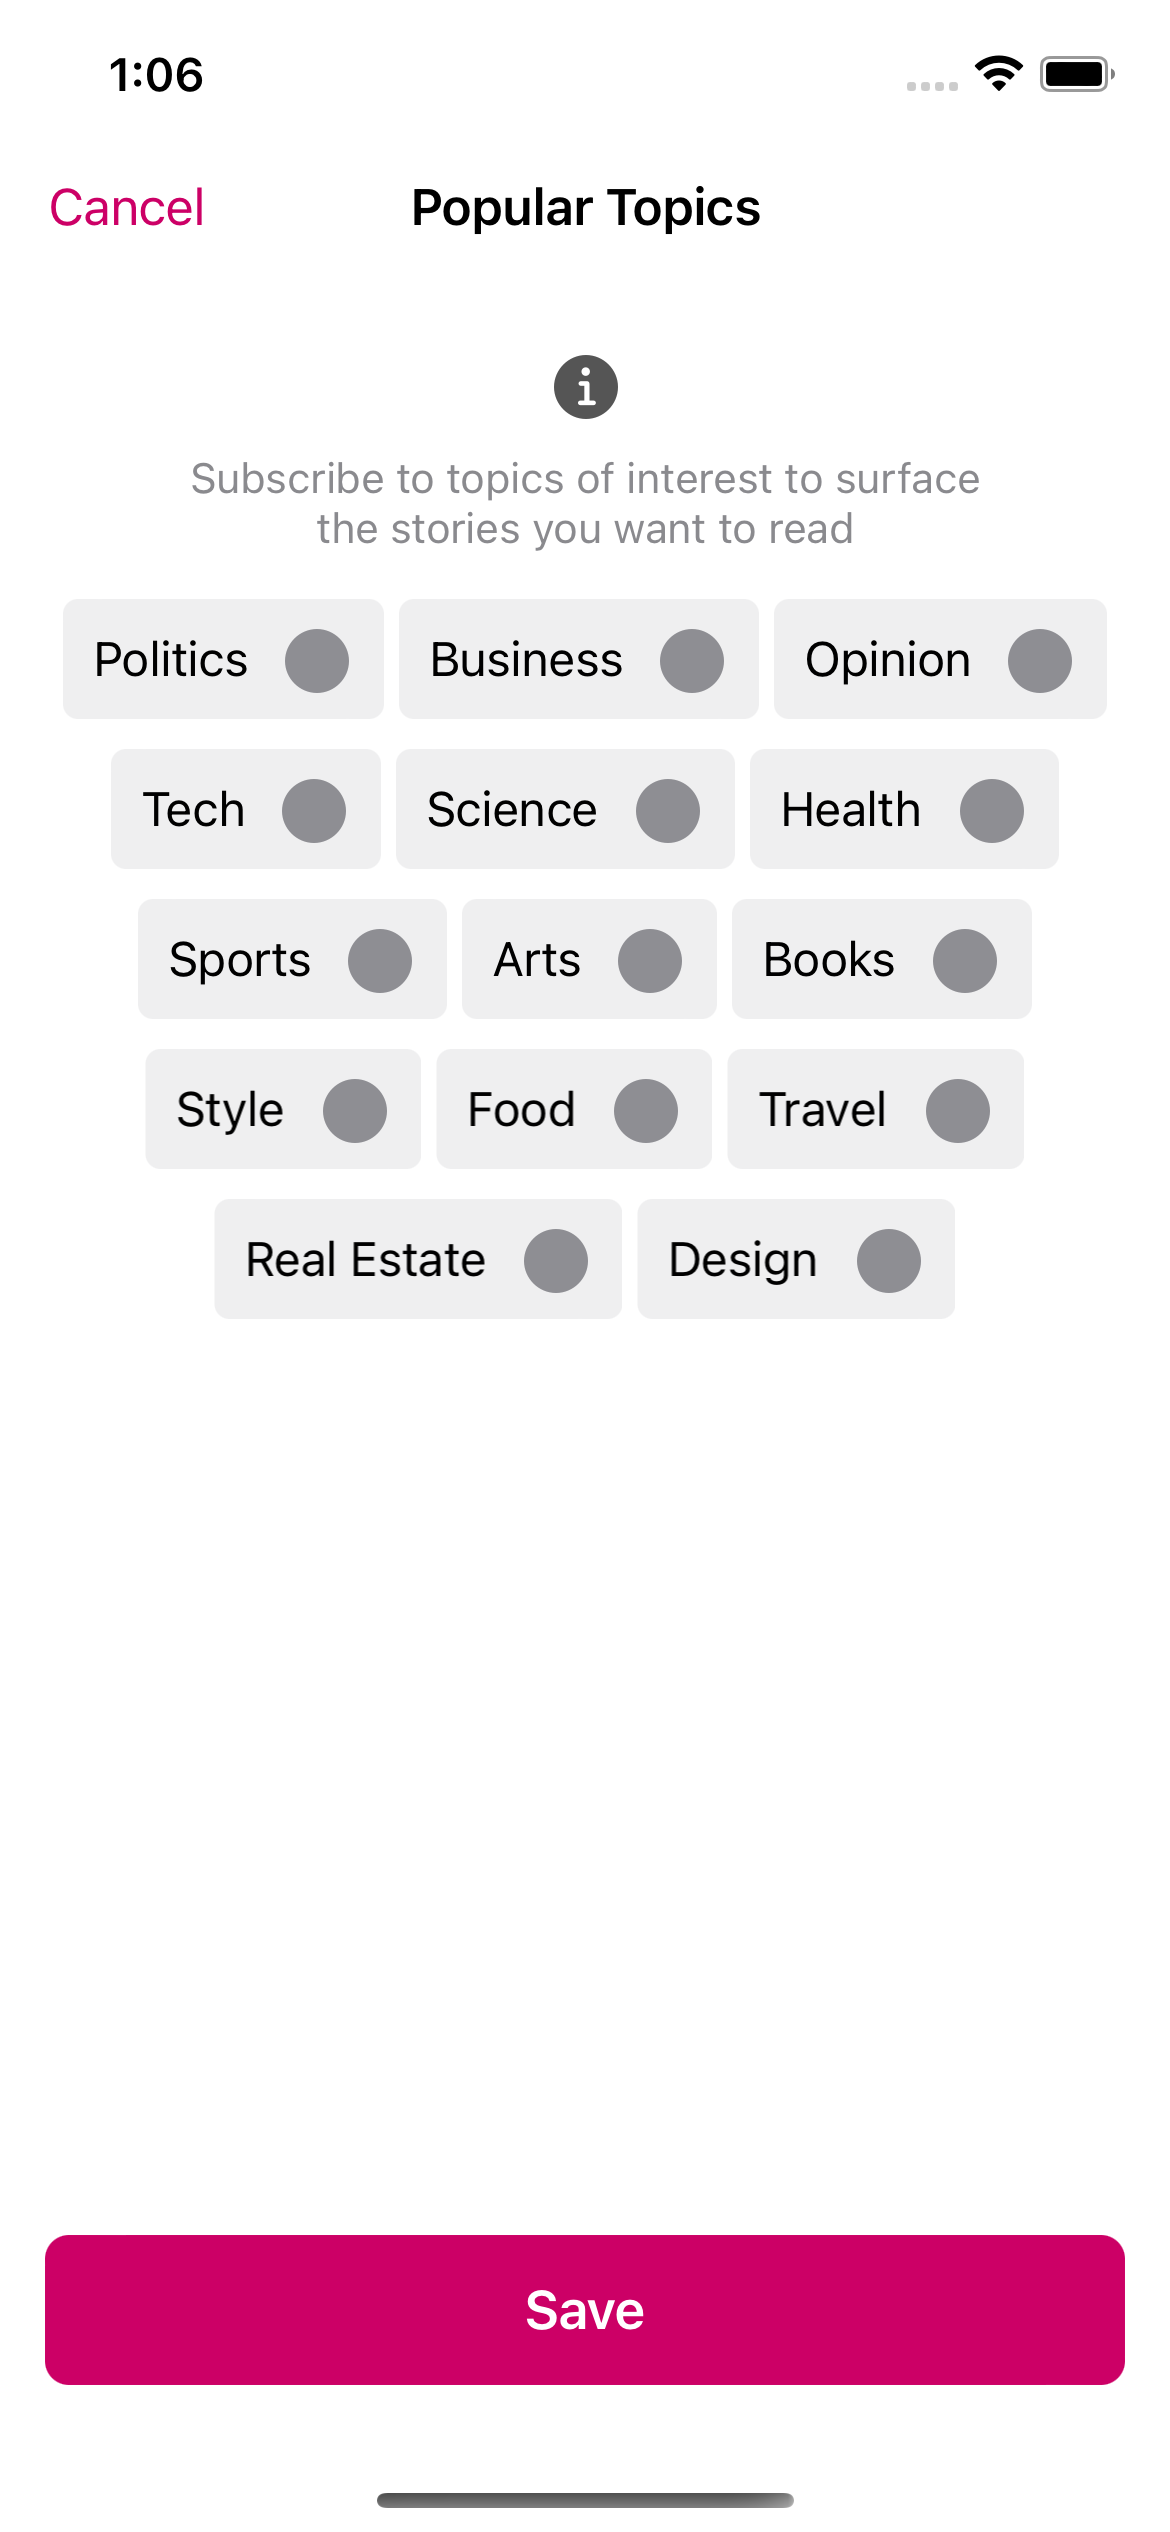 1:06
Cancel Popular Topics
Subscribe to topics of interest to surface
the stories you want to read
Politics Business Opinion
Tech Science Health
Sports Arts Books
Style Food Travel
Real Estate Design
Save